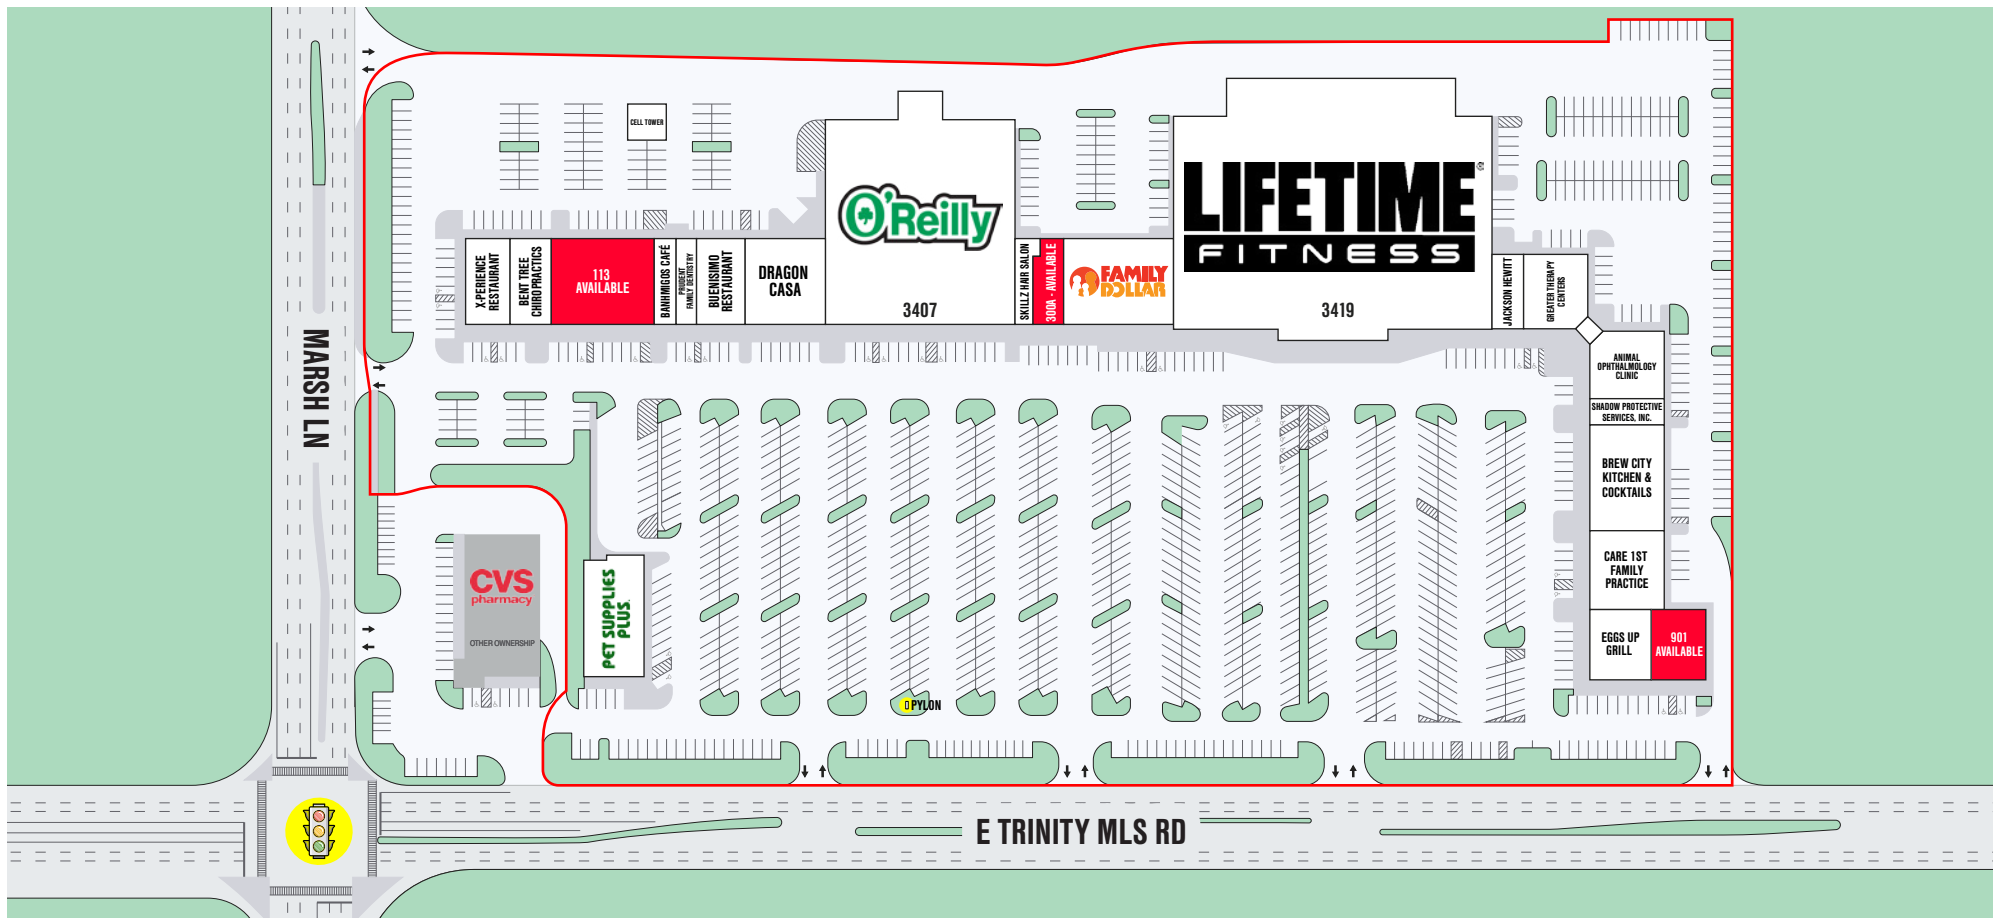 CELL TOWER
O'Reilly
3407
LIFETIME
FITNESS
3419
X-PERIENCE
RESTAURANT
BENT TREE
CHIROPRACTICS
113
AVAILABLE
BANHMIGOS CAFÉ
PRUDENT
FAMILY DENTISTRY
BUENISIMO
RESTAURANT
DRAGON
CASA
SKILLZ HAIR SALON
300A - AVAILABLE
FAMILY
DOLLAR
JACKSON HEWITT
GREATER THERAPY
CENTERS
ANIMAL
OPHTHALMOLOGY
CLINIC
SHADOW PROTECTIVE
SERVICES, INC.
BREW CITY
KITCHEN &
COCKTAILS
CARE 1ST
FAMILY
PRACTICE
EGGS UP
GRILL
901
AVAILABLE
MARSH LN
CVS
pharmacy
OTHER OWNERSHIP
PET SUPPLIES
PLUS.
PYLON
E TRINITY MLS RD